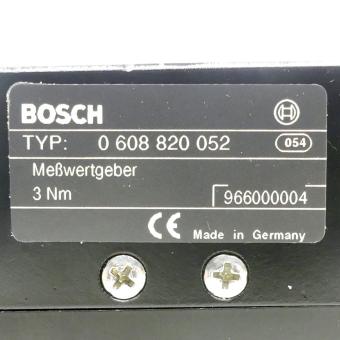 BOSCH
TYP: 0 608 820 052 054
Meßwertgeber
3 Nm 966000004
CE Made in Germany